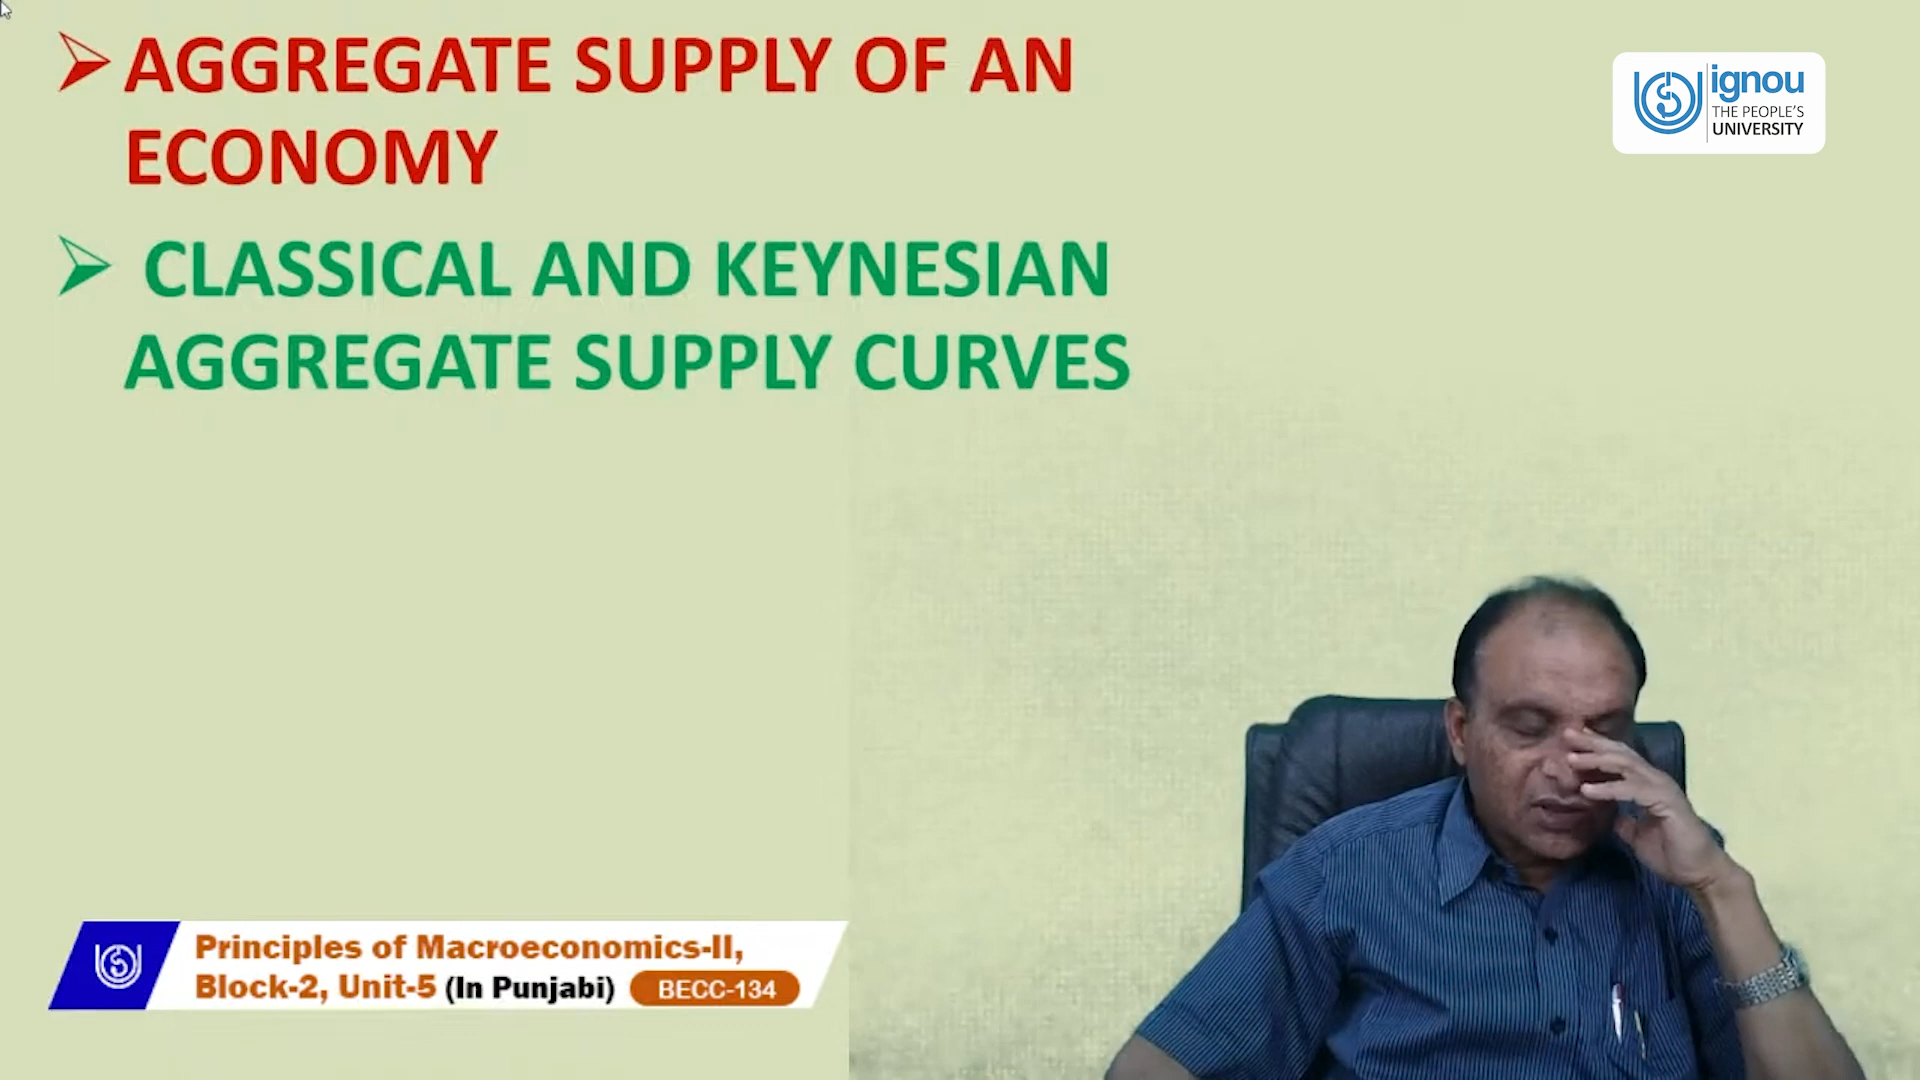 AGGREGATE SUPPLY OF AN
ECONOMY
CLASSICAL AND KEYNESIAN
AGGREGATE SUPPLY CURVES
ignou
THE PEOPLE'S
UNIVERSITY
Principles of Macroeconomics-II,
Block-2, Unit-5 (In Punjabi) BECC-134